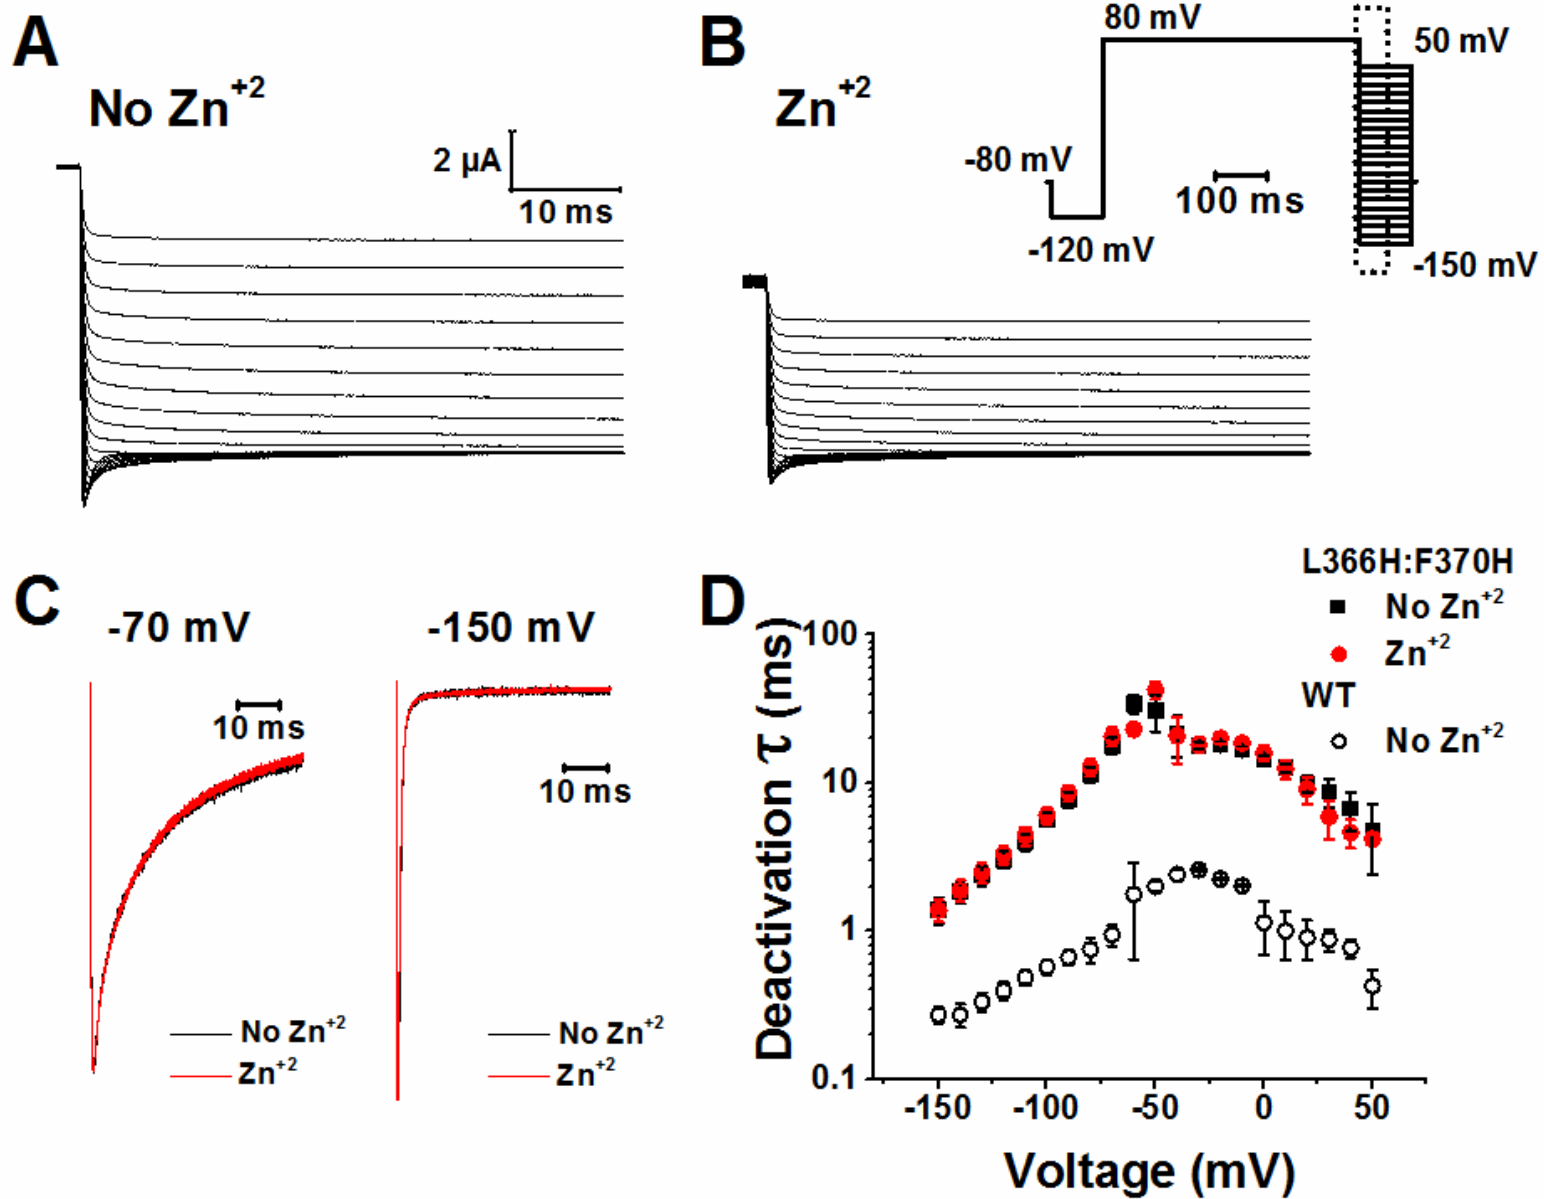 A
No Zn+2
2 µA
10 ms
B
Zn+2
80 mV
50 mV
-80 mV
100 ms
-120 mV
-150 mV
C
-70 mV
-150 mV
10 ms
10 ms
No Zn+2
Zn+2
No Zn+2
Zn+2
D
L366H:F370H
No Zn+2
Zn+2
WT
No Zn+2
Deactivation τ (ms)
100
10
1
0.1
-150
-100
-50
0
50
Voltage (mV)